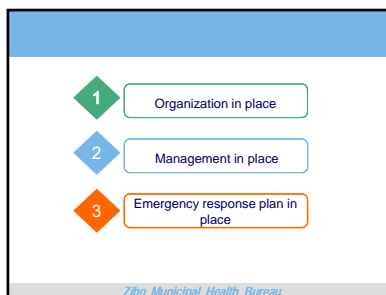 1
Organization in place
2
Management in place
3
Emergency response plan in
place
Zibo Municipal Health Bureau